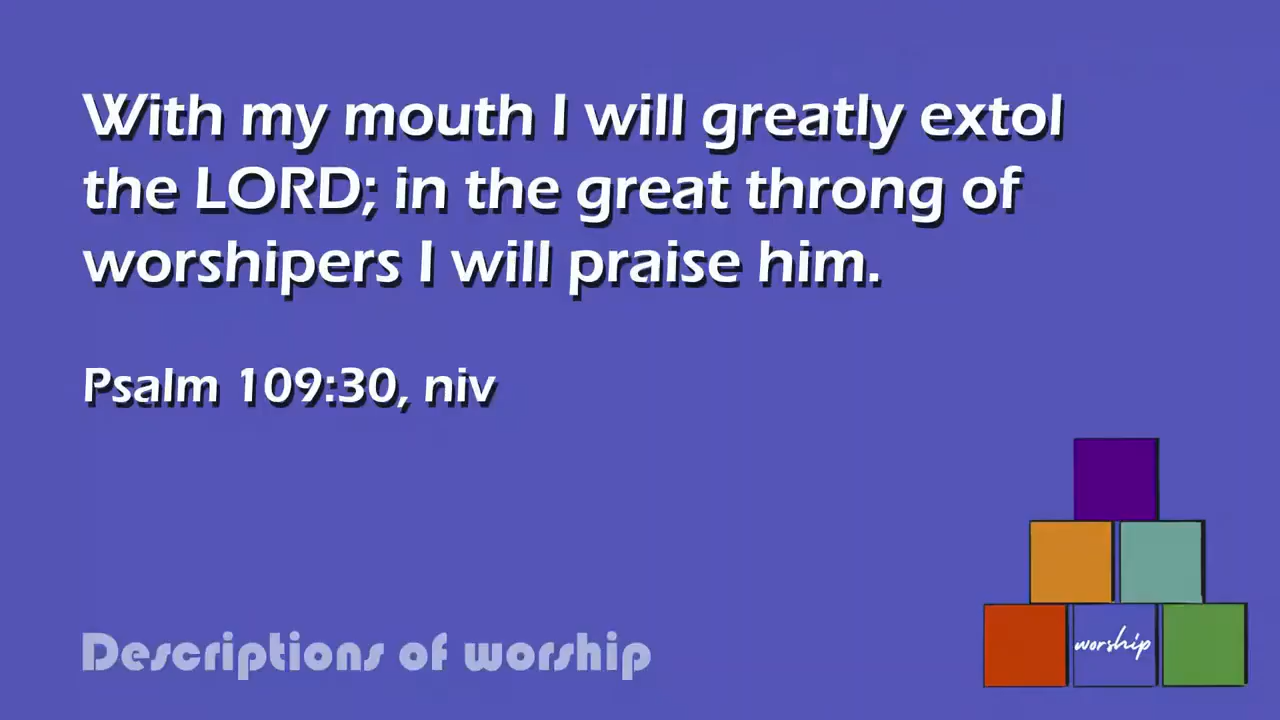 With my mouth I will greatly extol
the LORD; in the great throng of
worshipers I will praise him.
Psalm 109:30, niv
Descriptions of worship
worship